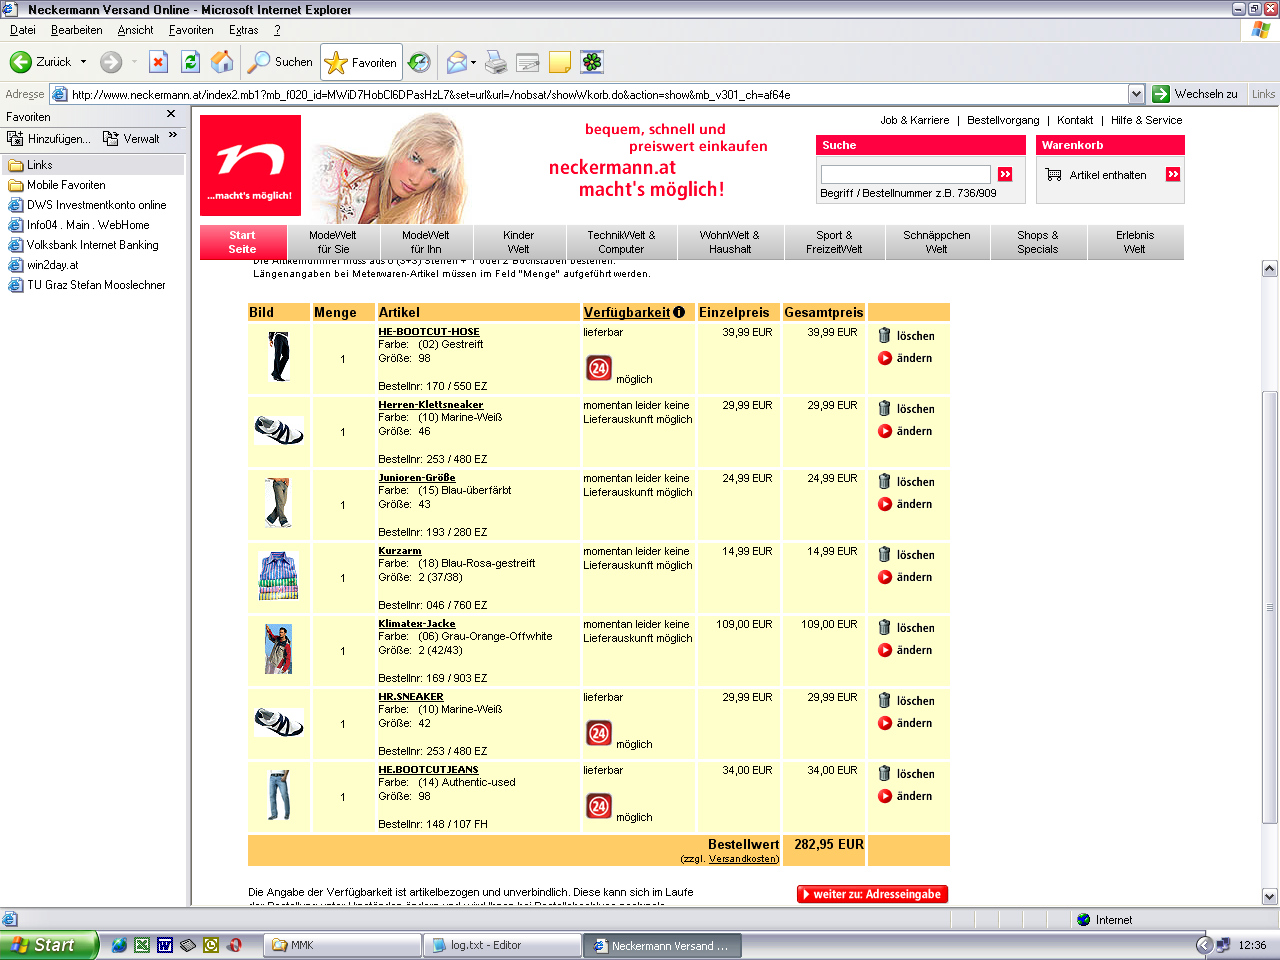 Neckermann Versand Online - Microsoft Internet Explorer
Datei Bearbeiten Ansicht Favoriten Extras ?
Zurück Suchen Favoriten
Adresse http://www.neckermann.at/index2.mb1?mb_f020_id=MWiD7HobCl6DPasHzL7&set=url&url=/nobsat/showWkorb.do&action=show&mb_v301_ch=af64e Wechseln zu Links
Favoriten
Hinzufügen... Verwalt »
Links
Mobile Favoriten
DWS Investmentkonto online
Info04 . Main . WebHome
Volksbank Internet Banking
win2day.at
TU Graz Stefan Mooslechner
n
...macht's möglich!
bequem, schnell und
preiswert einkaufen
neckermann.at
macht's möglich!
Job & Karriere | Bestellvorgang | Kontakt | Hilfe & Service
Suche
Begriff / Bestellnummer z.B. 736/909
Warenkorb
Artikel enthalten
Start Seite
ModeWelt für Sie
ModeWelt für Ihn
Kinder Welt
TechnikWelt & Computer
WohnWelt & Haushalt
Sport & FreizeitWelt
Schnäppchen Welt
Shops & Specials
Erlebnis Welt
Die Artikelnummer muss aus 6 (3+3) Stellen + 1 oder 2 Buchstaben bestehen.
Längenangaben bei Meterwaren-Artikel müssen im Feld "Menge" aufgeführt werden.
Bild Menge Artikel Verfügbarkeit Einzelpreis Gesamtpreis
HE-BOOTCUT-HOSE lieferbar 39,99 EUR 39,99 EUR löschen
Farbe: (02) Gestreift
1 Größe: 98 24 möglich ändern
Bestellnr: 170 / 550 EZ
Herren-Klettsneaker momentan leider keine 29,99 EUR 29,99 EUR löschen
Farbe: (10) Marine-Weiß Lieferauskunft möglich
1 Größe: 46 ändern
Bestellnr: 253 / 480 EZ
Junioren-Größe momentan leider keine 24,99 EUR 24,99 EUR löschen
Farbe: (15) Blau-überfärbt Lieferauskunft möglich
1 Größe: 43 ändern
Bestellnr: 193 / 280 EZ
Kurzarm momentan leider keine 14,99 EUR 14,99 EUR löschen
Farbe: (18) Blau-Rosa-gestreift Lieferauskunft möglich
1 Größe: 2 (37/38) ändern
Bestellnr: 046 / 760 EZ
Klimatex-Jacke momentan leider keine 109,00 EUR 109,00 EUR löschen
Farbe: (06) Grau-Orange-Offwhite Lieferauskunft möglich
1 Größe: 2 (42/43) ändern
Bestellnr: 169 / 903 EZ
HR.SNEAKER lieferbar 29,99 EUR 29,99 EUR löschen
Farbe: (10) Marine-Weiß
1 Größe: 42 24 möglich ändern
Bestellnr: 253 / 480 EZ
HE.BOOTCUTJEANS lieferbar 34,00 EUR 34,00 EUR löschen
Farbe: (14) Authentic-used
1 Größe: 98 24 möglich ändern
Bestellnr: 148 / 107 FH
Bestellwert 282,95 EUR
(zzgl. Versandkosten)
Die Angabe der Verfügbarkeit ist artikelbezogen und unverbindlich. Diese kann sich im Laufe
weiter zu: Adresseingabe
Internet
Start MMK log.txt - Editor Neckermann Versand ... 12:36